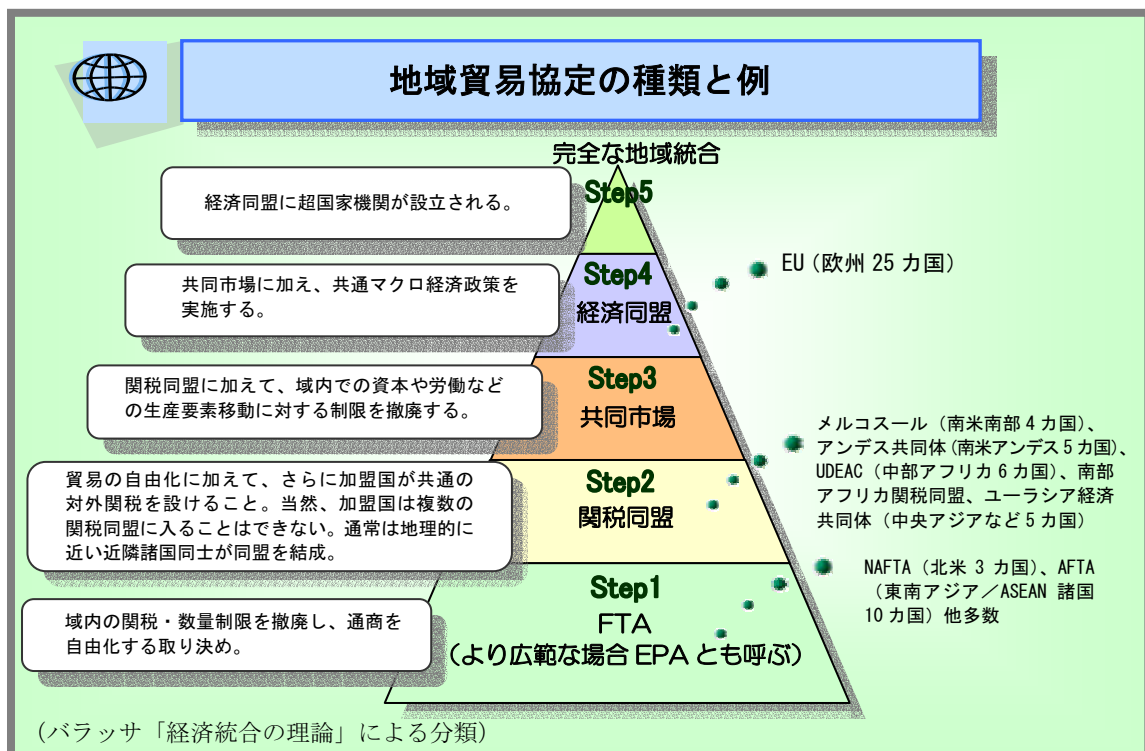 地域貿易協定の種類と例
完全な地域統合
Step5
経済同盟に超国家機関が設立される。
Step4
経済同盟
共同市場に加え、共通マクロ経済政策を
実施する。
EU（欧州 25 カ国）
Step3
共同市場
関税同盟に加えて、域内での資本や労働など
の生産要素移動に対する制限を撤廃する。
Step2
関税同盟
貿易の自由化に加えて、さらに加盟国が共通の
対外関税を設けること。当然、加盟国は複数の
関税同盟に入ることはできない。通常は地理的に
近い近隣諸国同士が同盟を結成。
メルコスール（南米南部 4 カ国）、
アンデス共同体（南米アンデス 5 カ国）、
UDEAC（中部アフリカ 6 カ国）、南部
アフリカ関税同盟、ユーラシア経済
共同体（中央アジアなど 5 カ国）
Step1
FTA
（より広範な場合 EPA とも呼ぶ）
域内の関税・数量制限を撤廃し、通商を
自由化する取り決め。
NAFTA（北米 3 カ国）、AFTA
（東南アジア／ASEAN 諸国
10 カ国）他多数
（バラッサ「経済統合の理論」による分類）